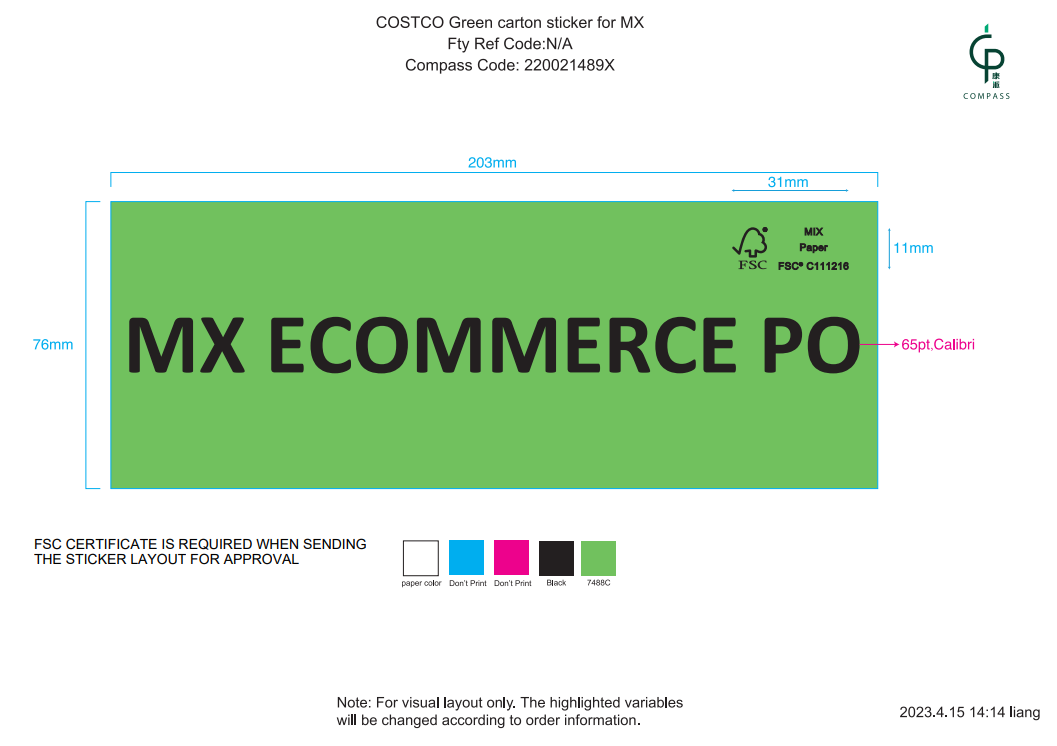 COSTCO Green carton sticker for MX
Fty Ref Code:N/A
Compass Code: 220021489X
康派
COMPASS
203mm
31mm
MIX
Paper
FSC® C111216
FSC
11mm
76mm
MX ECOMMERCE PO
65pt,Calibri
FSC CERTIFICATE IS REQUIRED WHEN SENDING
THE STICKER LAYOUT FOR APPROVAL
paper color
Don't Print
Don't Print
Black
7488C
Note: For visual layout only. The highlighted variables
will be changed according to order information.
2023.4.15 14:14 liang